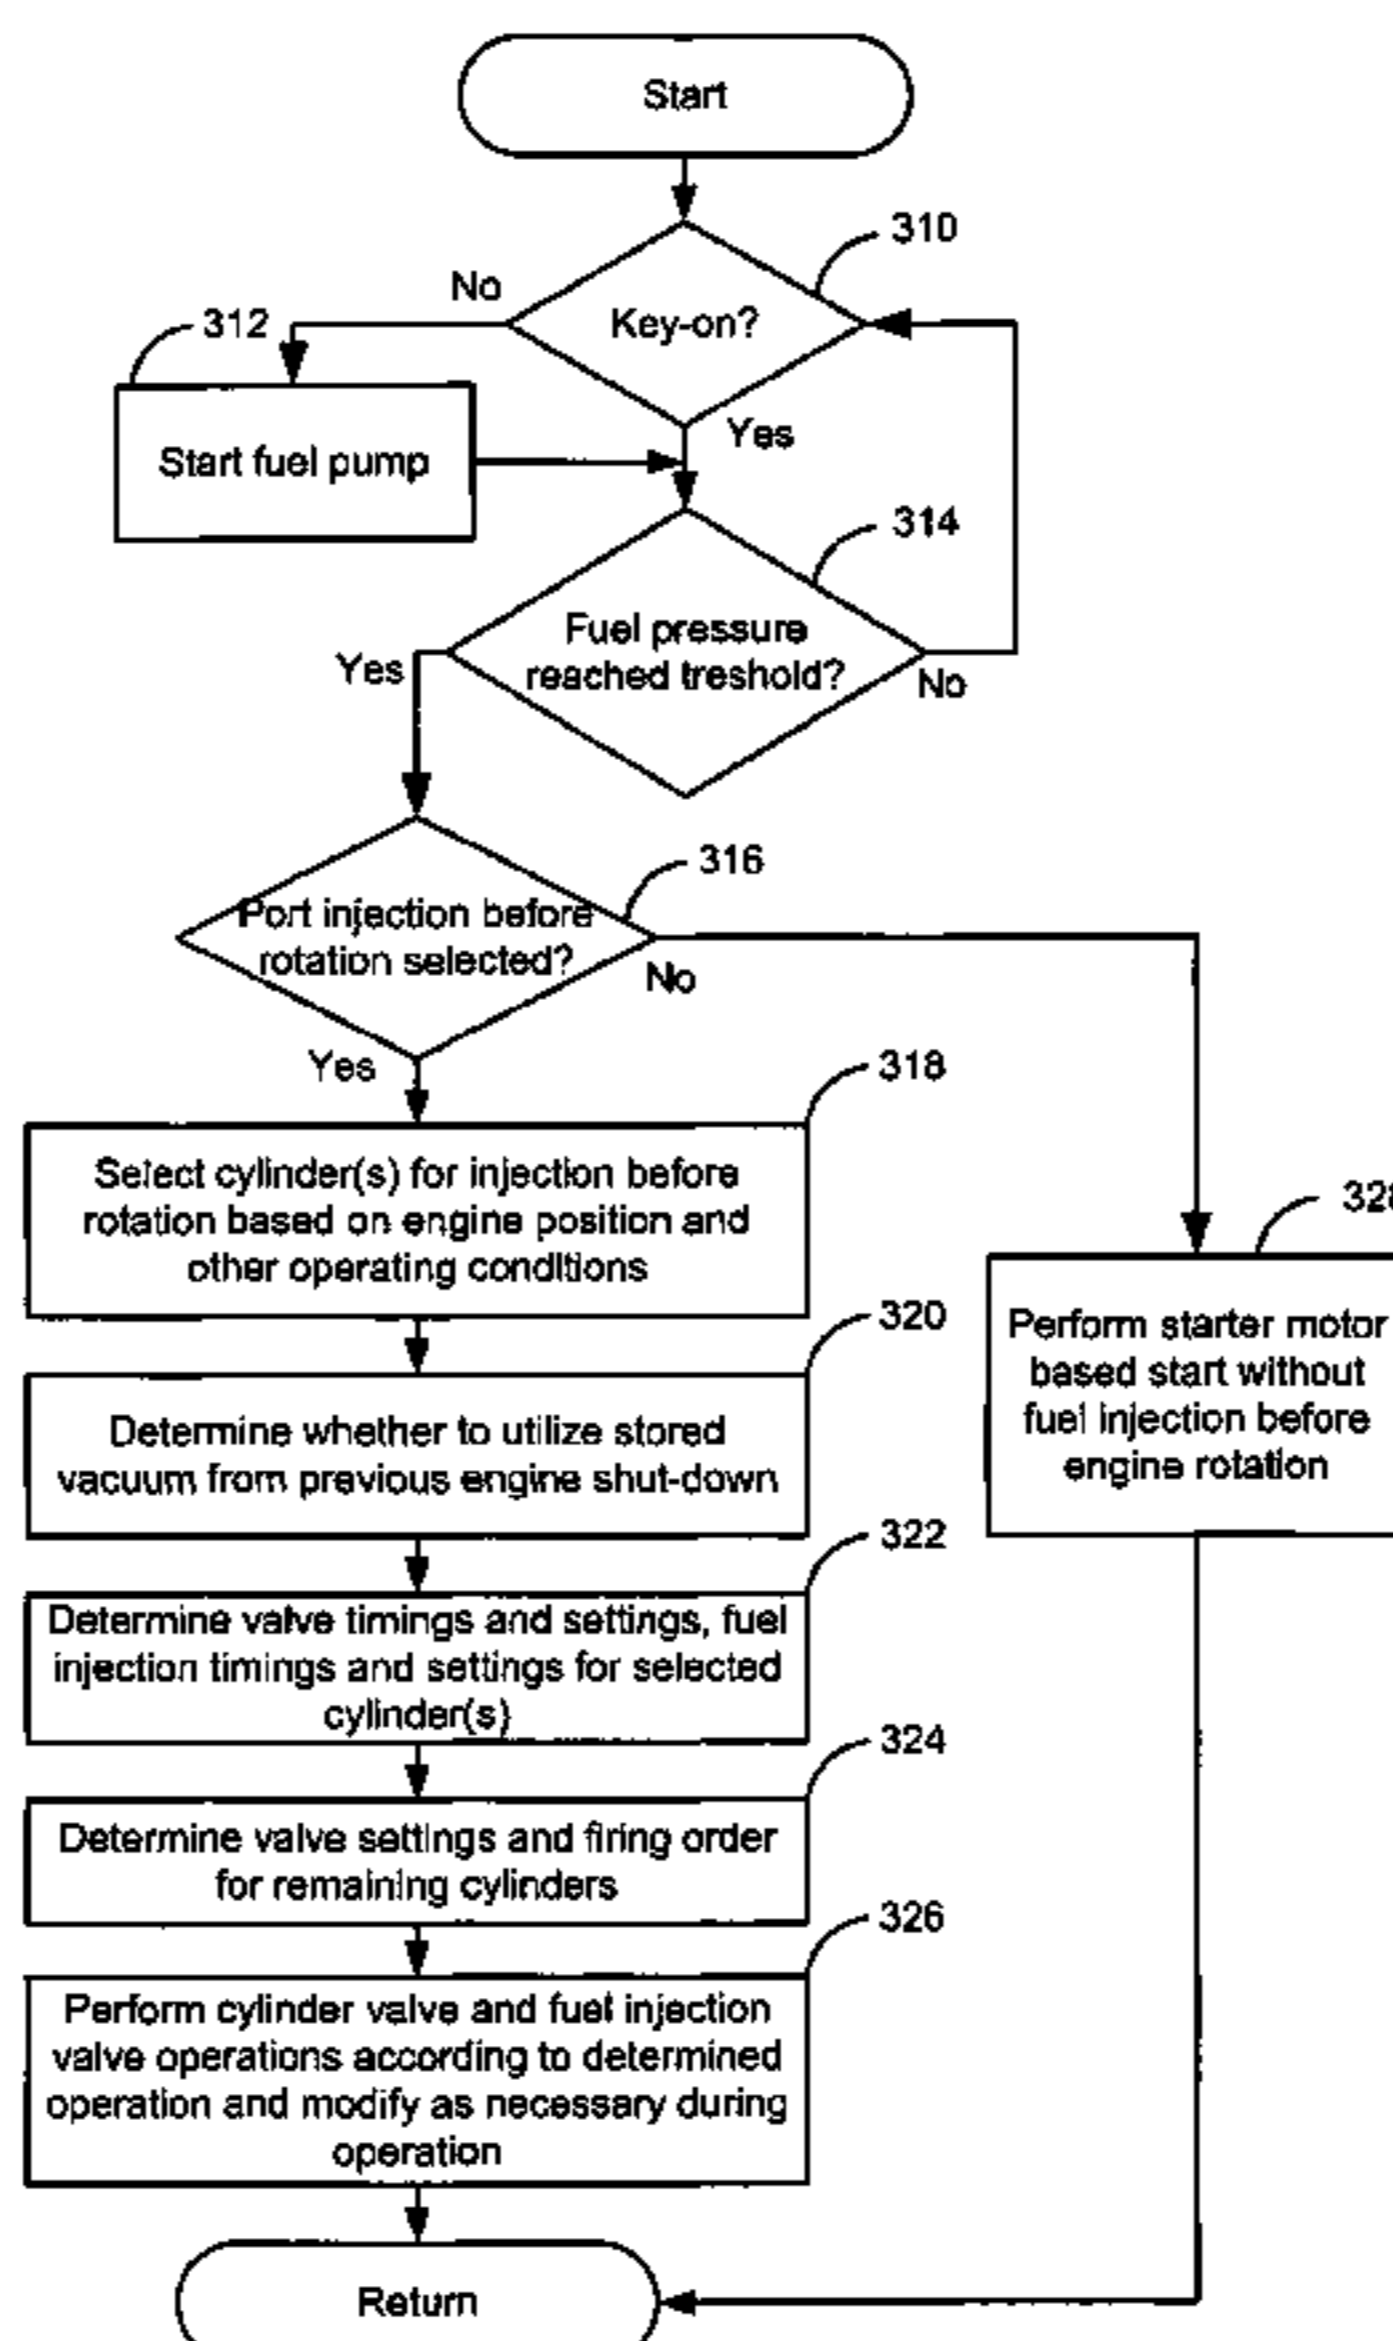 Start
310
No
Key-on?
312
Yes
Start fuel pump
314
Fuel pressure
reached treshold?
Yes
No
316
Port injection before
rotation selected?
No
Yes
318
Select cylinder(s) for injection before
rotation based on engine position and
other operating conditions
320
Determine whether to utilize stored
vacuum from previous engine shut-down
Perform starter motor
based start without
fuel injection before
engine rotation
322
Determine valve timings and settings, fuel
injection timings and settings for selected
cylinder(s)
324
Determine valve settings and firing order
for remaining cylinders
326
Perform cylinder valve and fuel injection
valve operations according to determined
operation and modify as necessary during
operation
Return